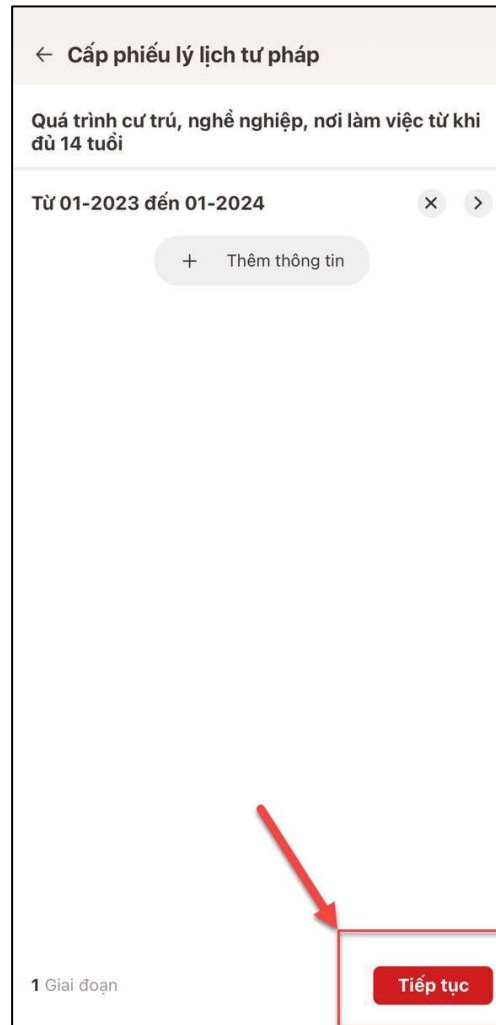 Cấp phiếu lý lịch tư pháp
Quá trình cư trú, nghề nghiệp, nơi làm việc từ khi
đủ 14 tuổi
Từ 01-2023 đến 01-2024
+ Thêm thông tin
1 Giai đoạn
Tiếp tục